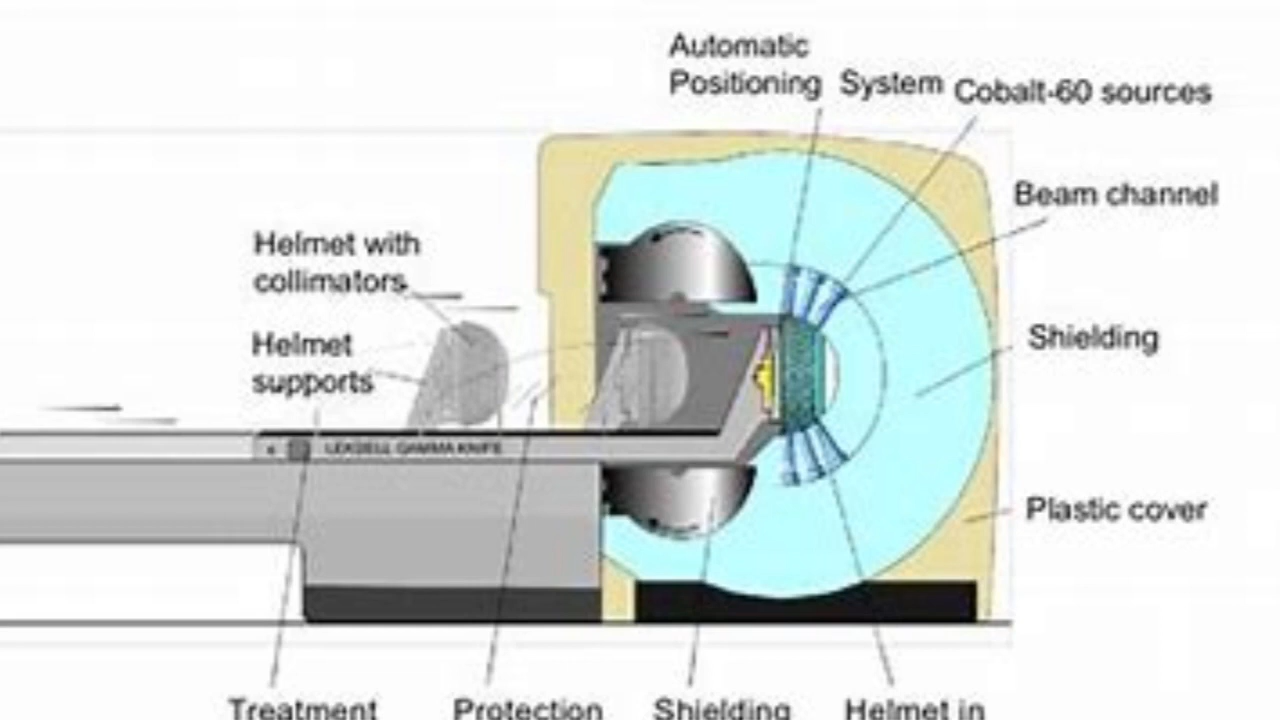 Automatic
Positioning System
Cobalt-60 sources
Beam channel
Helmet with
collimators
Helmet
supports
Shielding
LEKSELL GAMMA KNIFE
Plastic cover
Treatment
Protection
Shielding
Helmet in